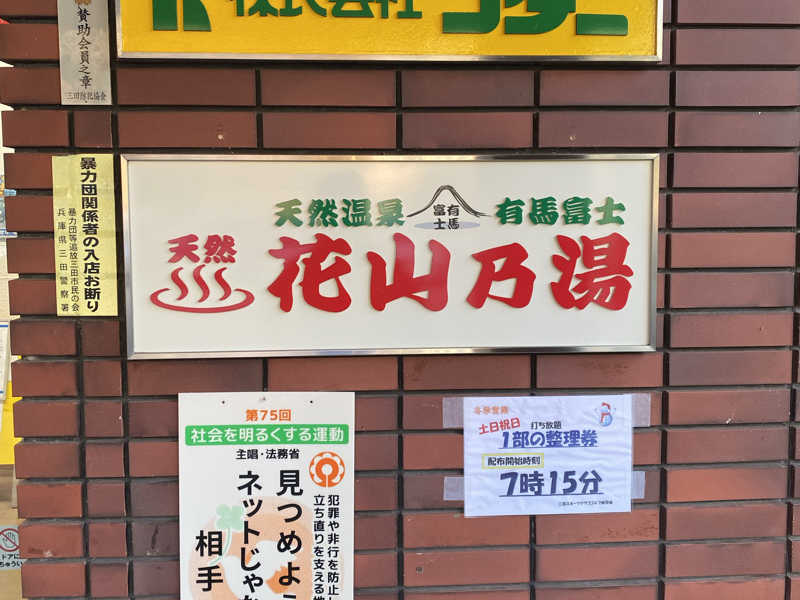 株式会社
賛助会員之章
三田防犯協会
暴力団関係者の入店お断り
暴力団等追放三田市民の会
兵庫県三田警察署
天然温泉
富有
士馬
有馬富士
天然
花山乃湯
第75回
社会を明るくする運動
主唱・法務省
犯罪や非行を防止し
立ち直りを支える地
見つめよう
ネットじゃな
相手
冬季営業
土日祝日 打ち放題
1部の整理券
配布開始時刻
7時15分